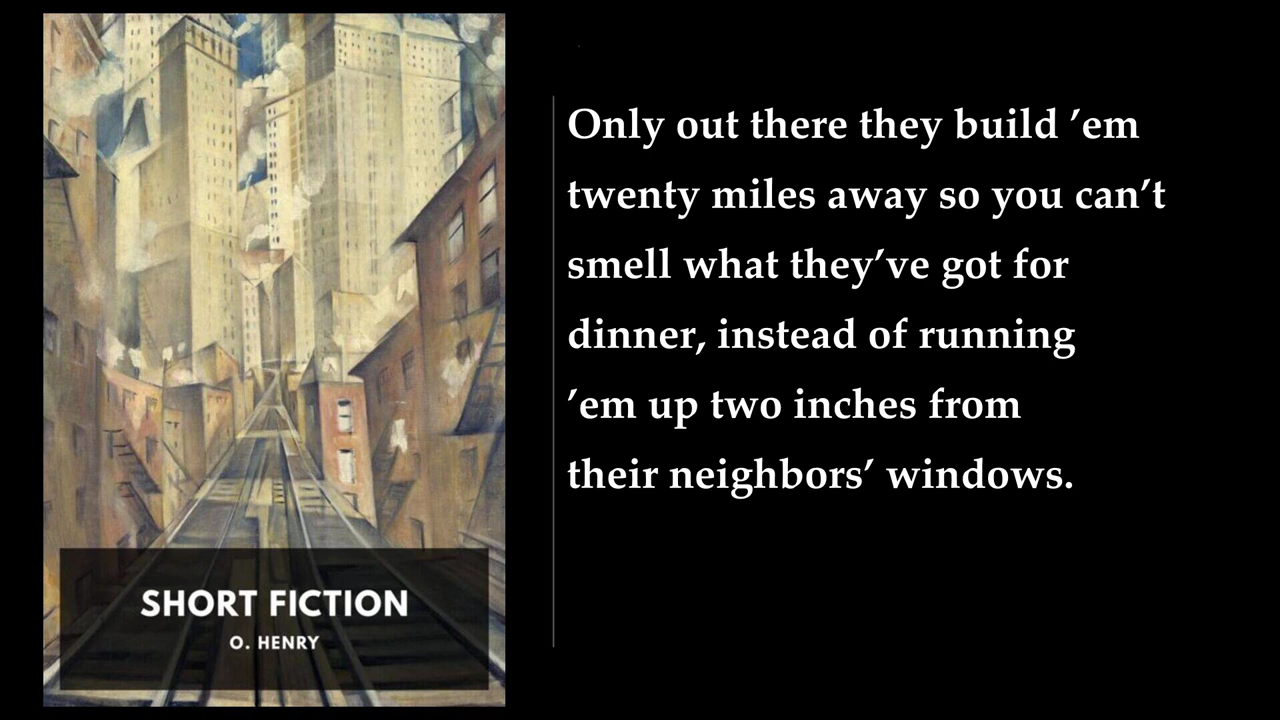 Only out there they build ’em
twenty miles away so you can’t
smell what they’ve got for
dinner, instead of running
’em up two inches from
their neighbors’ windows.
SHORT FICTION
O. HENRY